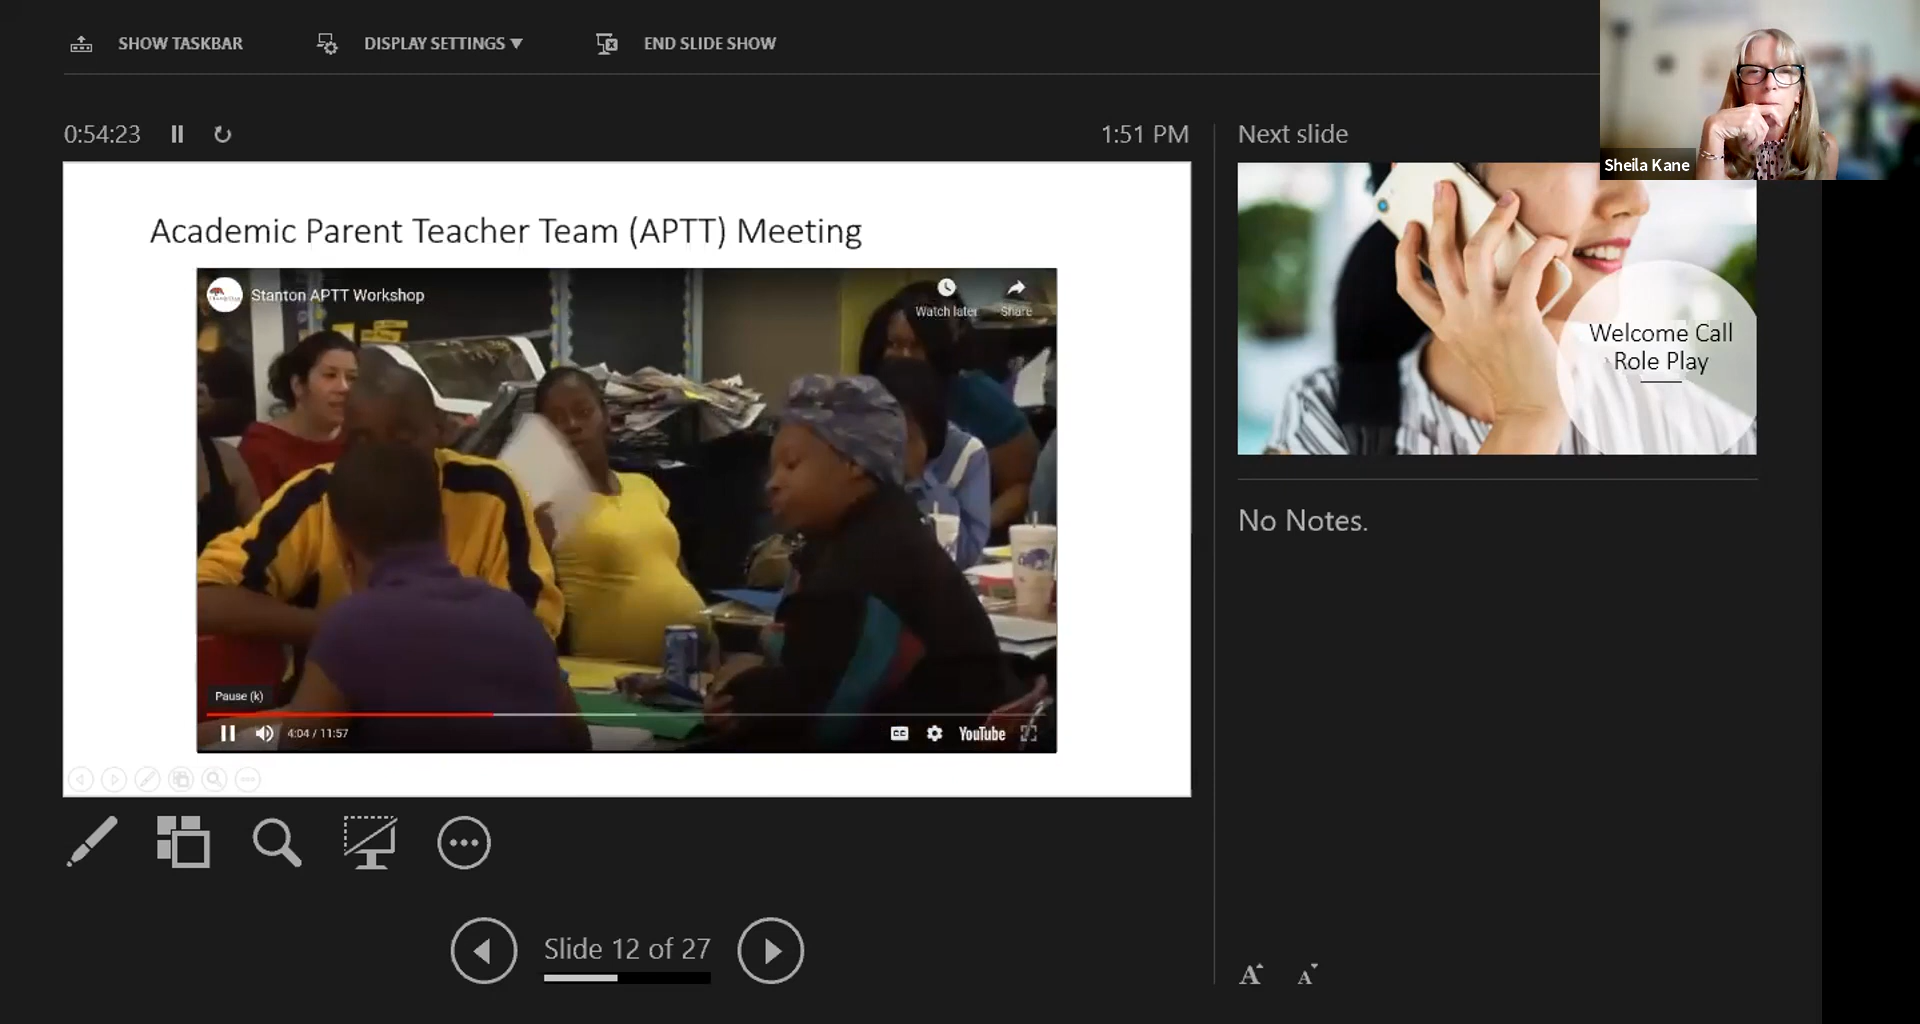 SHOW TASKBAR
DISPLAY SETTINGS ▼
END SLIDE SHOW
Sheila Kane
0:54:23
1:51 PM
Next slide
Academic Parent Teacher Team (APTT) Meeting
Stanton APTT Workshop
Watch later
Share
Pause (k)
4:04 / 11:57
CC
YouTube
Welcome Call
Role Play
No Notes.
Slide 12 of 27
A
A